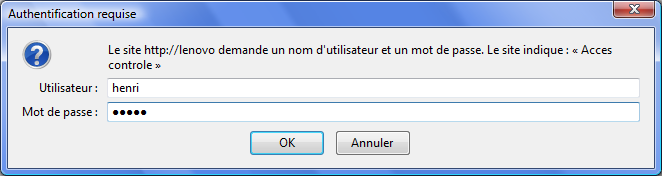 Authentification requise
Le site http://lenovo demande un nom d'utilisateur et un mot de passe. Le site indique : « Acces
controle »
Utilisateur : henri
Mot de passe : •••••
OK Annuler